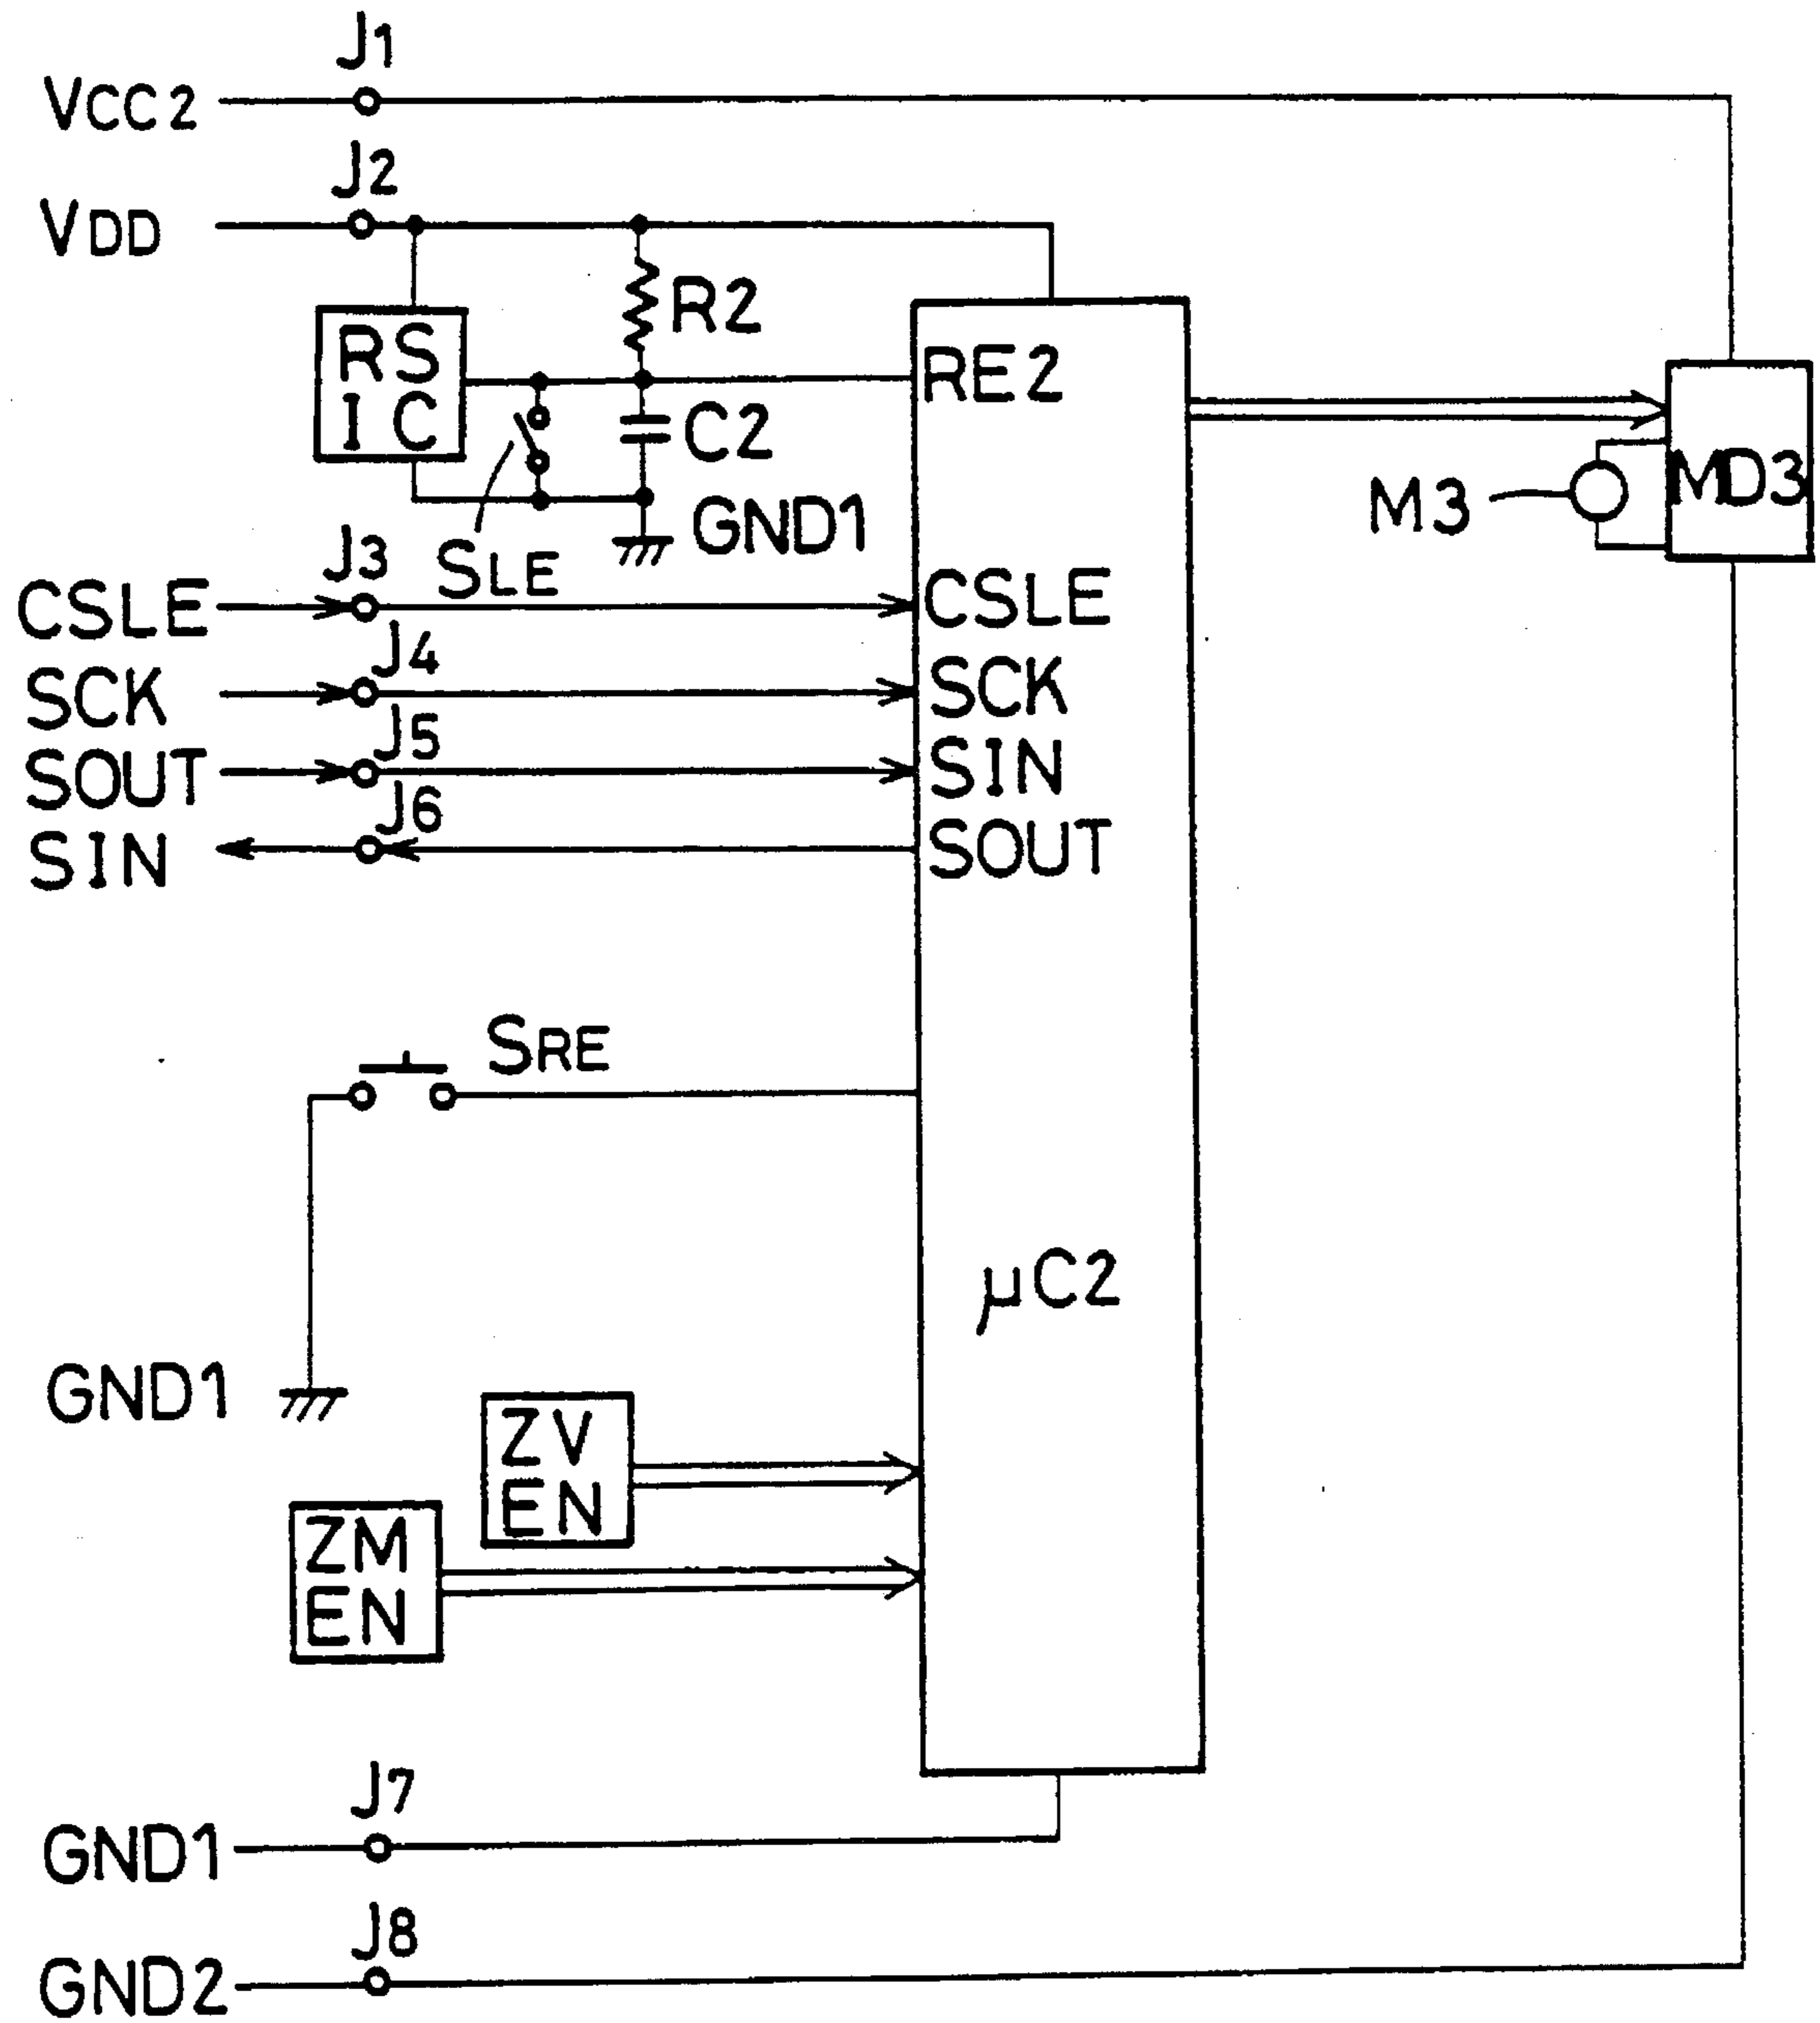 J1
VCC2
J2
VDD
R2
RS
IC
RE2
C2
MD3
M3
GND1
J3
SLE
CSLE
CSLE
J4
SCK
SCK
J5
SOUT
SIN
J6
SIN
SOUT
SRE
μC2
GND1
ZV
EN
ZM
EN
J7
GND1
J8
GND2